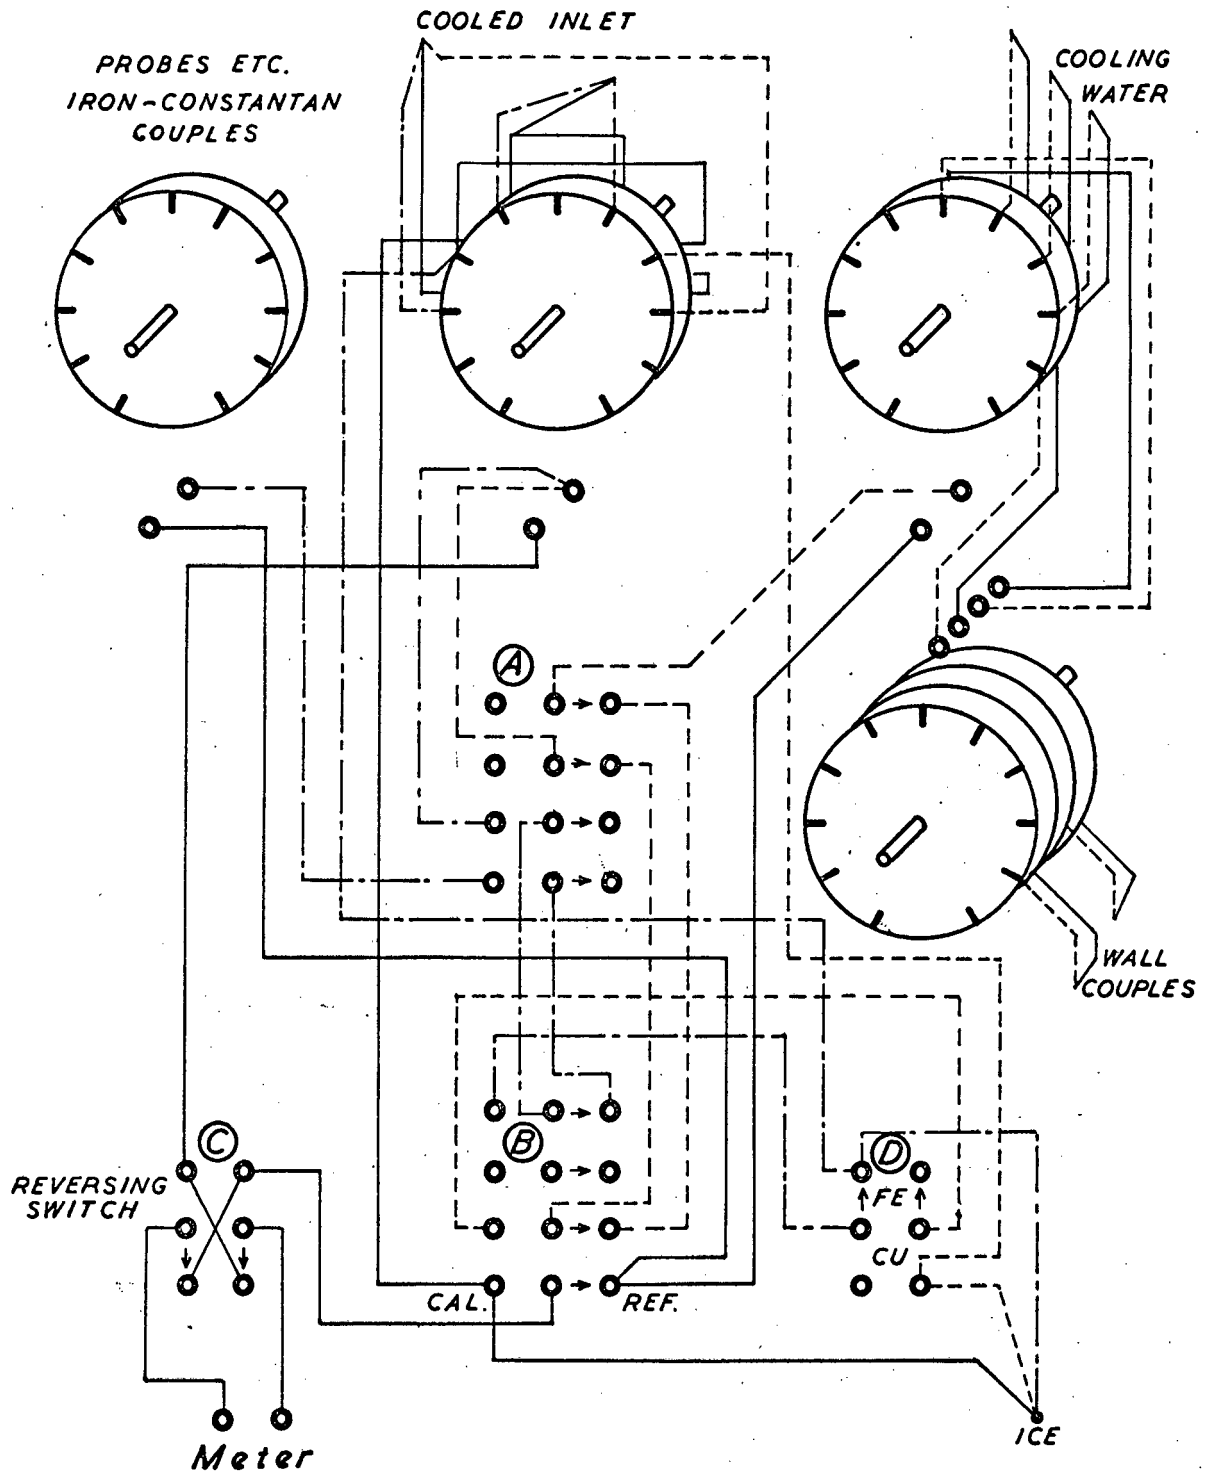 COOLED INLET
PROBES ETC.
IRON-CONSTANTAN
COUPLES
COOLING
WATER
A
WALL
COUPLES
C
B
D
REVERSING
SWITCH
FE
CU
CAL.
REF.
ICE
Meter